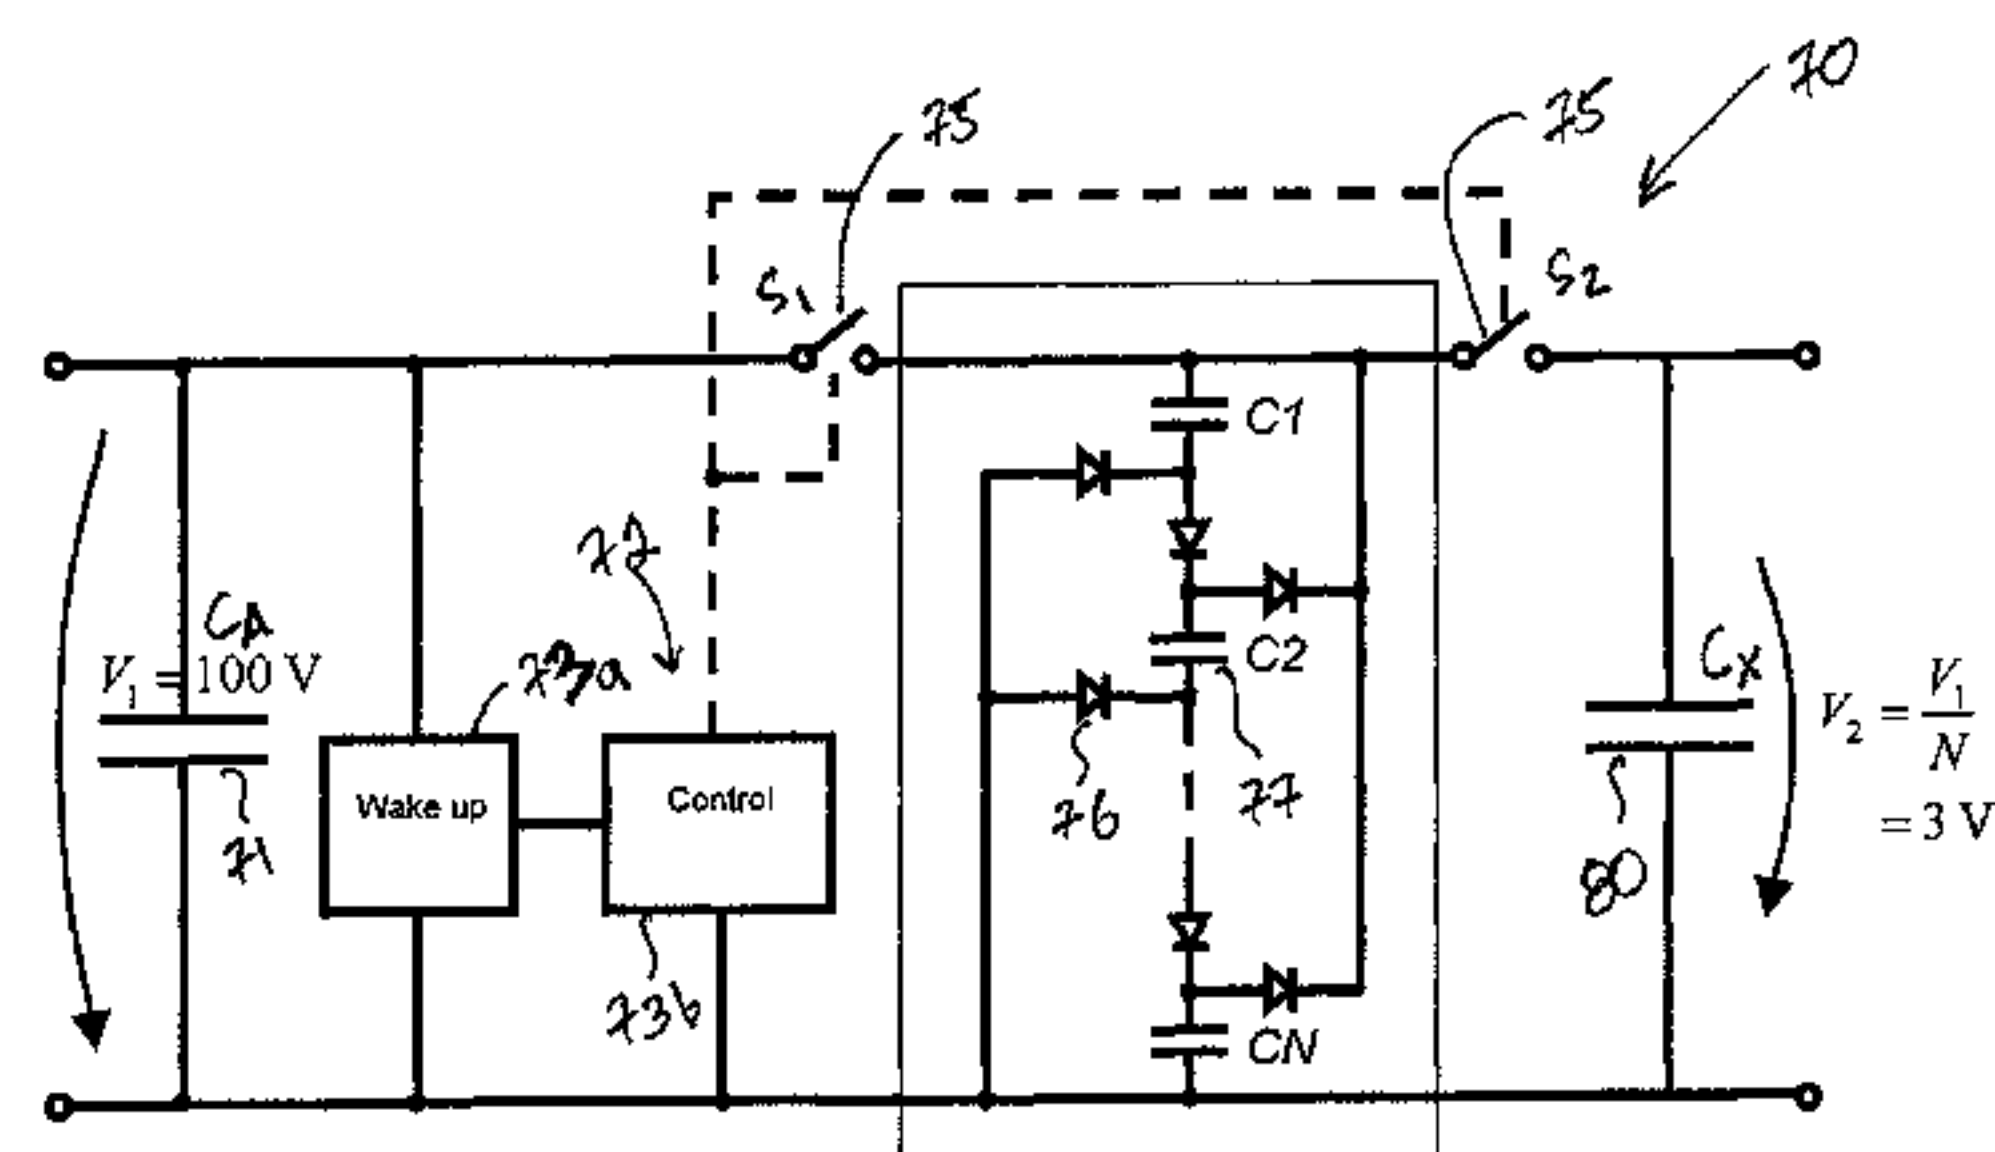 70
75
75
S1
S2
C1
77
CA
V1 = 100 V
73a
C2
Cx
V2 = V1/N
= 3 V
Wake up
Control
76
77
71
80
73b
CN